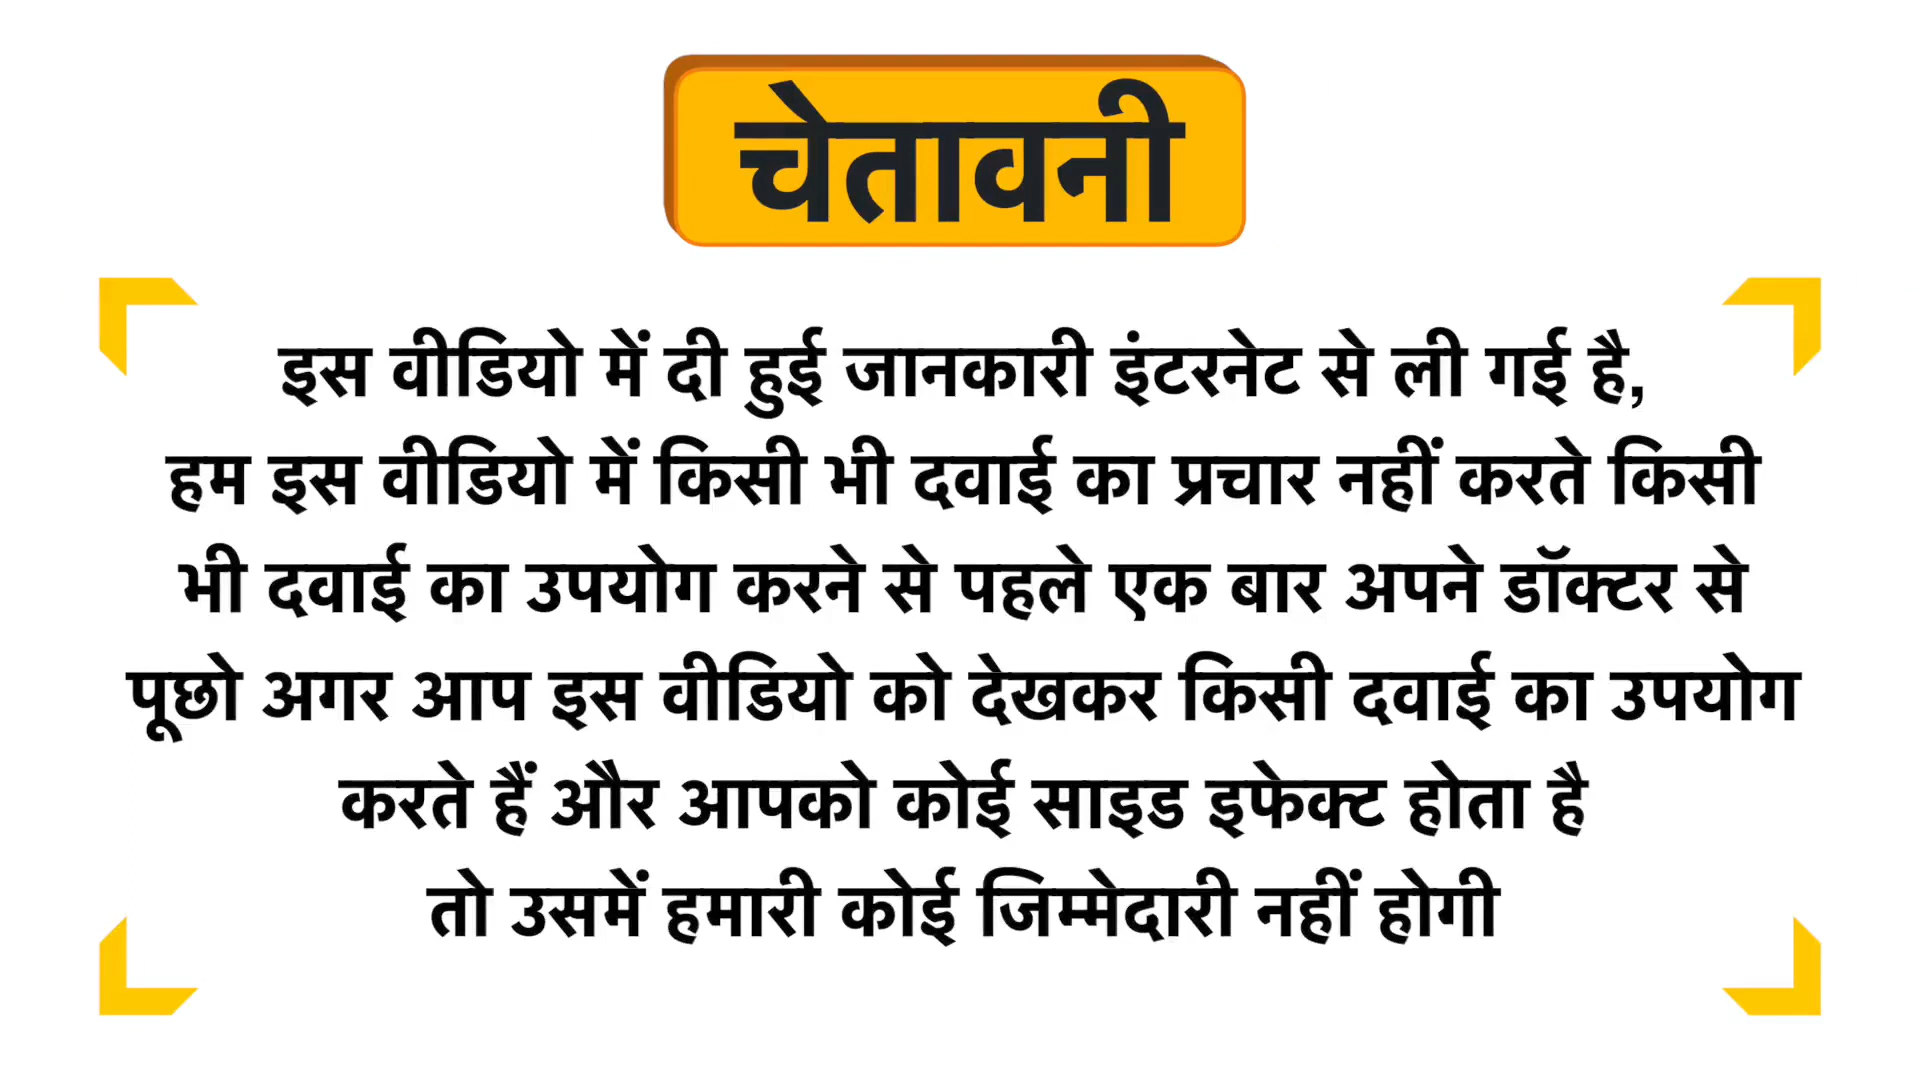 चेतावनी
इस वीडियो में दी हुई जानकारी इंटरनेट से ली गई है,
हम इस वीडियो में किसी भी दवाई का प्रचार नहीं करते किसी
भी दवाई का उपयोग करने से पहले एक बार अपने डॉक्टर से
पूछो अगर आप इस वीडियो को देखकर किसी दवाई का उपयोग
करते हैं और आपको कोई साइड इफेक्ट होता है
तो उसमें हमारी कोई जिम्मेदारी नहीं होगी